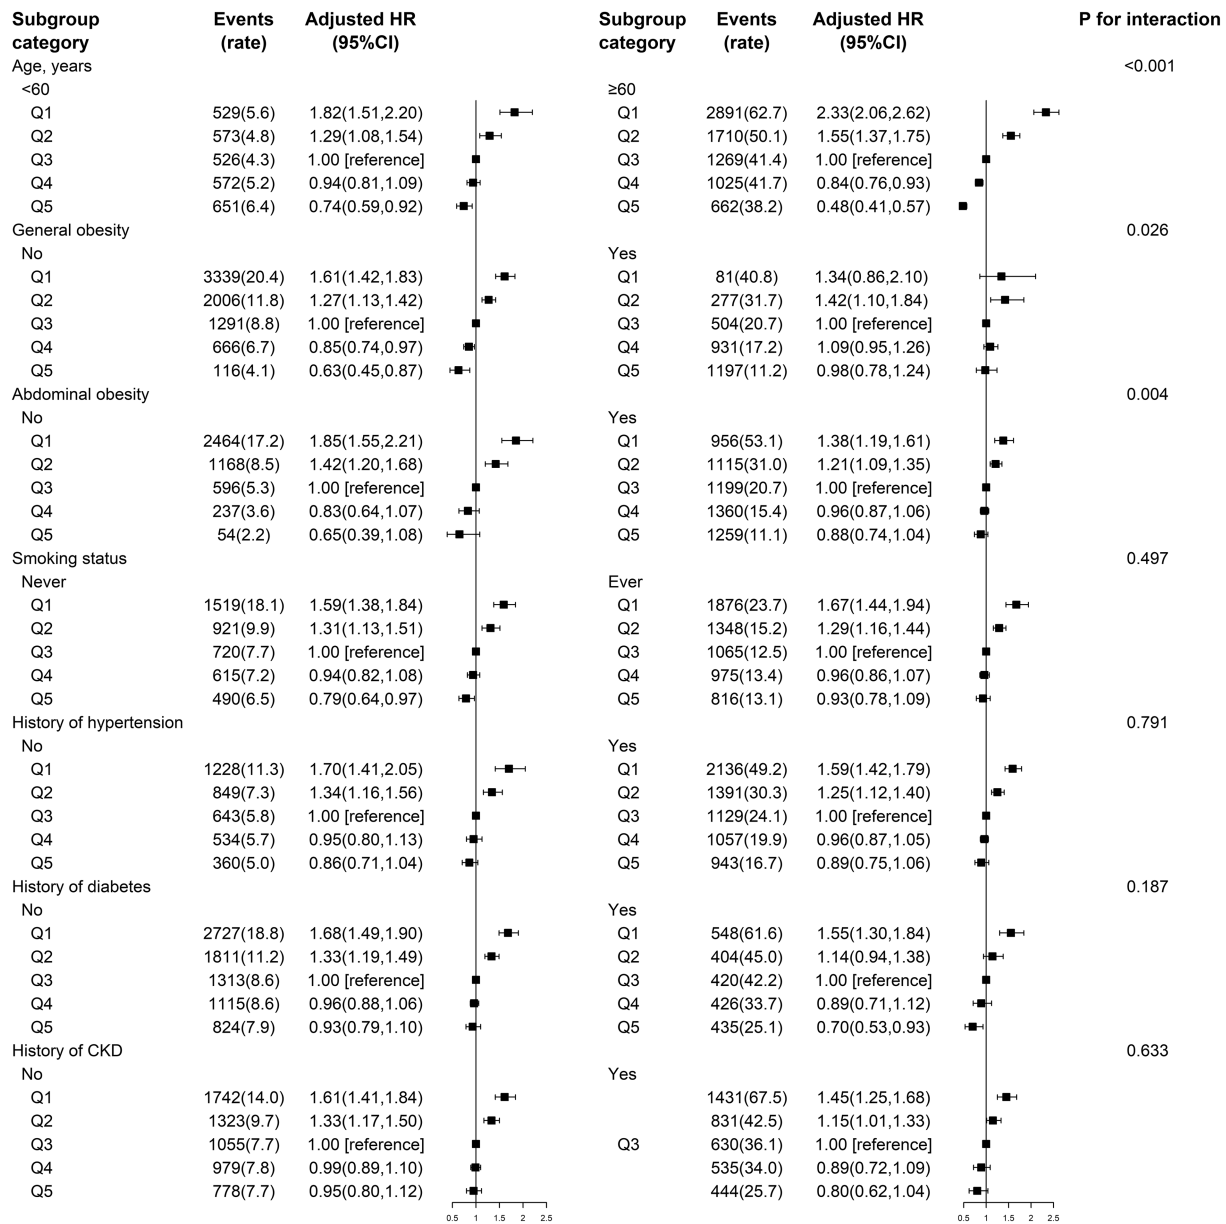 Subgroup Events Adjusted HR Subgroup Events Adjusted HR P for interaction
category (rate) (95%CI) category (rate) (95%CI)
Age, years <0.001
<60 ≥60
Q1 529(5.6) 1.82(1.51,2.20) Q1 2891(62.7) 2.33(2.06,2.62)
Q2 573(4.8) 1.29(1.08,1.54) Q2 1710(50.1) 1.55(1.37,1.75)
Q3 526(4.3) 1.00 [reference] Q3 1269(41.4) 1.00 [reference]
Q4 572(5.2) 0.94(0.81,1.09) Q4 1025(41.7) 0.84(0.76,0.93)
Q5 651(6.4) 0.74(0.59,0.92) Q5 662(38.2) 0.48(0.41,0.57)
General obesity 0.026
No Yes
Q1 3339(20.4) 1.61(1.42,1.83) Q1 81(40.8) 1.34(0.86,2.10)
Q2 2006(11.8) 1.27(1.13,1.42) Q2 277(31.7) 1.42(1.10,1.84)
Q3 1291(8.8) 1.00 [reference] Q3 504(20.7) 1.00 [reference]
Q4 666(6.7) 0.85(0.74,0.97) Q4 931(17.2) 1.09(0.95,1.26)
Q5 116(4.1) 0.63(0.45,0.87) Q5 1197(11.2) 0.98(0.78,1.24)
Abdominal obesity 0.004
No Yes
Q1 2464(17.2) 1.85(1.55,2.21) Q1 956(53.1) 1.38(1.19,1.61)
Q2 1168(8.5) 1.42(1.20,1.68) Q2 1115(31.0) 1.21(1.09,1.35)
Q3 596(5.3) 1.00 [reference] Q3 1199(20.7) 1.00 [reference]
Q4 237(3.6) 0.83(0.64,1.07) Q4 1360(15.4) 0.96(0.87,1.06)
Q5 54(2.2) 0.65(0.39,1.08) Q5 1259(11.1) 0.88(0.74,1.04)
Smoking status 0.497
Never Ever
Q1 1519(18.1) 1.59(1.38,1.84) Q1 1876(23.7) 1.67(1.44,1.94)
Q2 921(9.9) 1.31(1.13,1.51) Q2 1348(15.2) 1.29(1.16,1.44)
Q3 720(7.7) 1.00 [reference] Q3 1065(12.5) 1.00 [reference]
Q4 615(7.2) 0.94(0.82,1.08) Q4 975(13.4) 0.96(0.86,1.07)
Q5 490(6.5) 0.79(0.64,0.97) Q5 816(13.1) 0.93(0.78,1.09)
History of hypertension 0.791
No Yes
Q1 1228(11.3) 1.70(1.41,2.05) Q1 2136(49.2) 1.59(1.42,1.79)
Q2 849(7.3) 1.34(1.16,1.56) Q2 1391(30.3) 1.25(1.12,1.40)
Q3 643(5.8) 1.00 [reference] Q3 1129(24.1) 1.00 [reference]
Q4 534(5.7) 0.95(0.80,1.13) Q4 1057(19.9) 0.96(0.87,1.05)
Q5 360(5.0) 0.86(0.71,1.04) Q5 943(16.7) 0.89(0.75,1.06)
History of diabetes 0.187
No Yes
Q1 2727(18.8) 1.68(1.49,1.90) Q1 548(61.6) 1.55(1.30,1.84)
Q2 1811(11.2) 1.33(1.19,1.49) Q2 404(45.0) 1.14(0.94,1.38)
Q3 1313(8.6) 1.00 [reference] Q3 420(42.2) 1.00 [reference]
Q4 1115(8.6) 0.96(0.88,1.06) Q4 426(33.7) 0.89(0.71,1.12)
Q5 824(7.9) 0.93(0.79,1.10) Q5 435(25.1) 0.70(0.53,0.93)
History of CKD 0.633
No Yes
Q1 1742(14.0) 1.61(1.41,1.84) 1431(67.5) 1.45(1.25,1.68)
Q2 1323(9.7) 1.33(1.17,1.50) 831(42.5) 1.15(1.01,1.33)
Q3 1055(7.7) 1.00 [reference] Q3 630(36.1) 1.00 [reference]
Q4 979(7.8) 0.99(0.89,1.10) 535(34.0) 0.89(0.72,1.09)
Q5 778(7.7) 0.95(0.80,1.12) 444(25.7) 0.80(0.62,1.04)
0.5 1 1.5 2 2.5 0.5 1 1.5 2 2.5